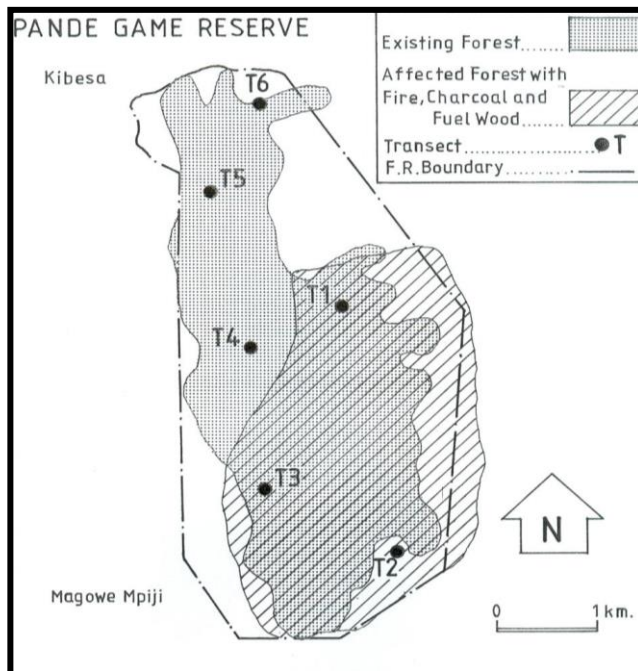 PANDE GAME RESERVE
Existing Forest.......
Affected Forest with
Fire, Charcoal and
Fuel Wood.....
Transect..................T
F.R. Boundary..........
Kibesa
T6
T5
T1
T4
T3
T2
N
Magowe Mpiji
0 1 km.